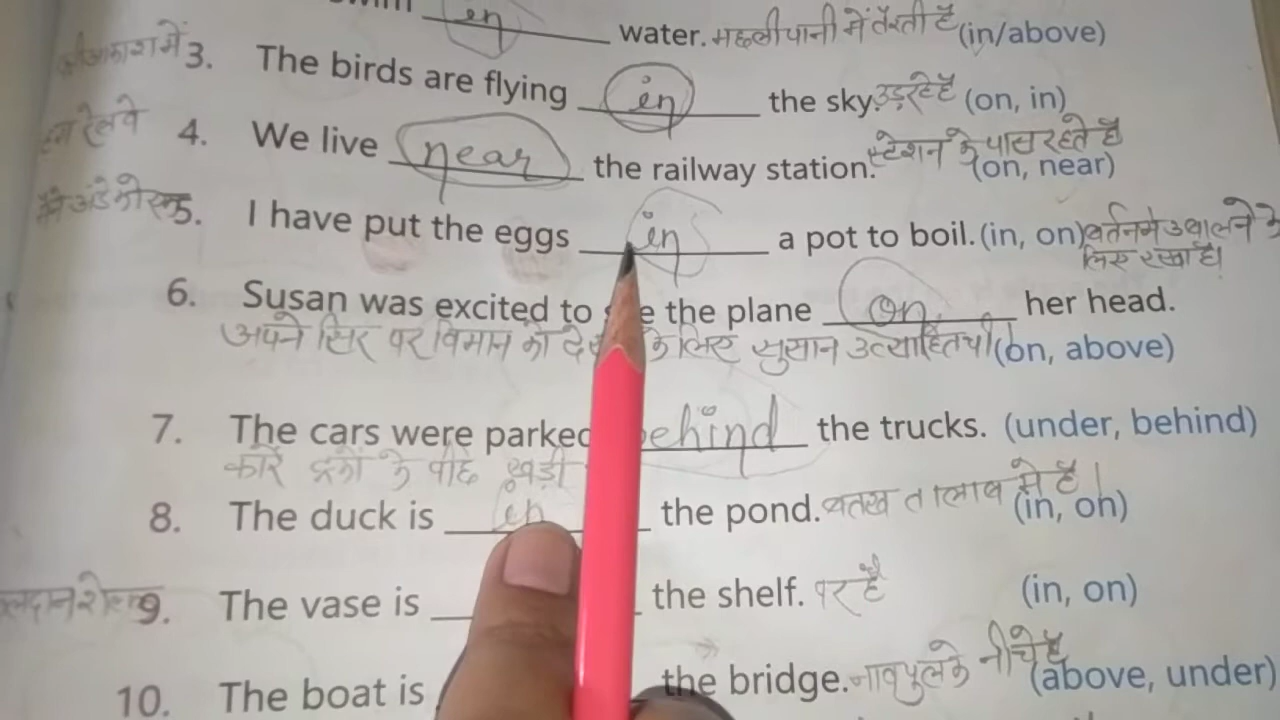 en water. मछली पानी में तैरती है (in/above)
आकाश में 3. The birds are flying in the sky. उड़ रहे हैं (on, in)
हम रेलवे 4. We live near the railway station. स्टेशन के पास रहते हैं (on, near)
मैने अंडे को 5. I have put the eggs in a pot to boil. (in, on) बर्तन मे उबालने के
लिए रखा है।
6. Susan was excited to the plane on her head.
अपने सिर पर विमान को के लिए सुसान उत्साहित थी (on, above)
7. The cars were parked behind the trucks. (under, behind)
कारें ट्रकों के पीछे खड़ी
8. The duck is in the pond. बतख तालाब मे है। (in, on)
9. The vase is the shelf. पर है (in, on)
10. The boat is the bridge. नाव पुल के नीचे है (above, under)